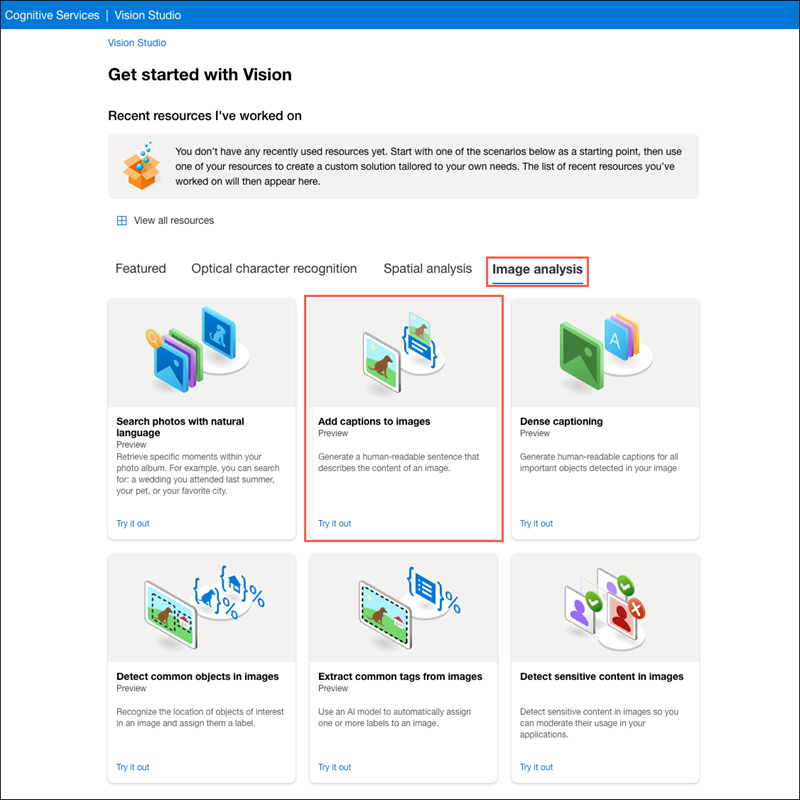 Cognitive Services | Vision Studio
Vision Studio
Get started with Vision
Recent resources I've worked on
You don't have any recently used resources yet. Start with one of the scenarios below as a starting point, then use
one of your resources to create a custom solution tailored to your own needs. The list of recent resources you've
worked on will then appear here.
View all resources
Featured
Optical character recognition
Spatial analysis
Image analysis
Search photos with natural
language
Preview
Retrieve specific moments within your
photo album. For example, you can search
for: a wedding you attended last summer,
your pet, or your favorite city.
Try it out
Add captions to images
Preview
Generate a human-readable sentence that
describes the content of an image.
Try it out
A
Dense captioning
Preview
Generate human-readable captions for all
important objects detected in your image
Try it out
%
%
Detect common objects in images
Preview
Recognize the location of objects of interest
in an image and assign them a label.
Try it out
%
Extract common tags from images
Preview
Use an AI model to automatically assign
one or more labels to an image.
Try it out
Detect sensitive content in images
Detect sensitive content in images so you
can moderate their usage in your
applications.
Try it out